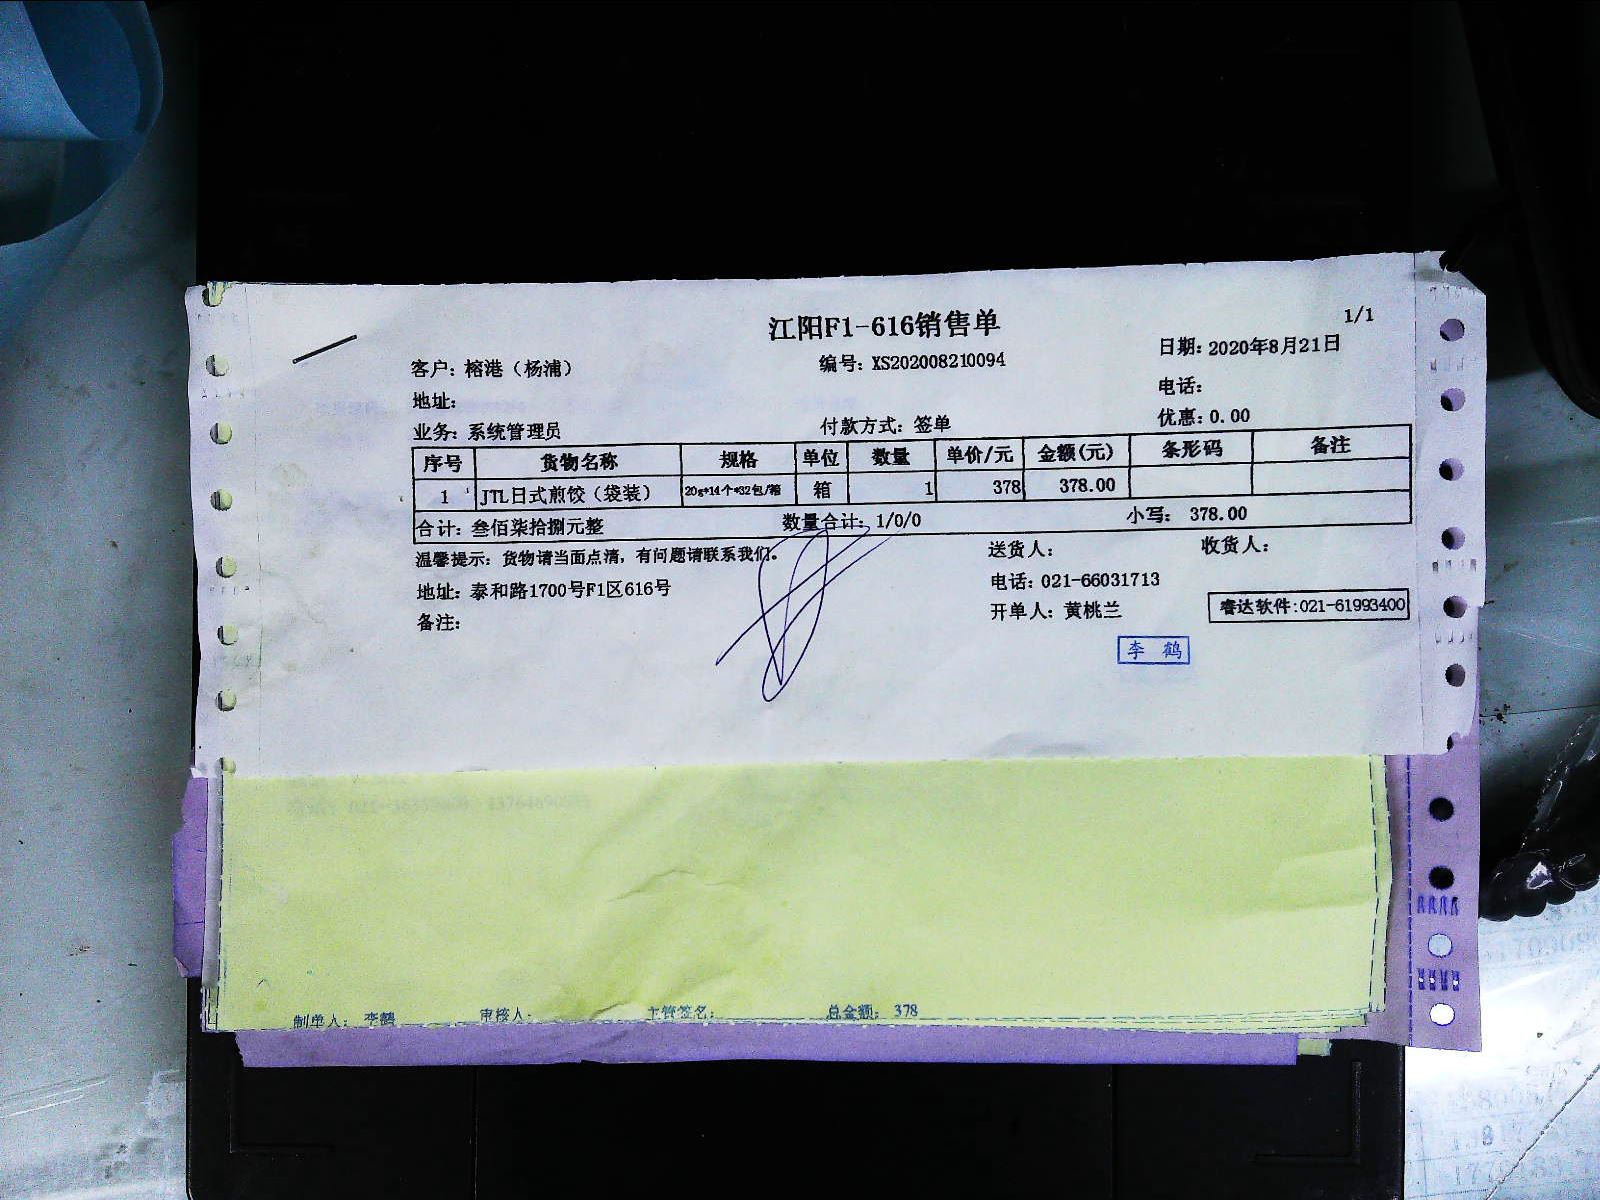 江阳F1-616销售单
1/1
客户：榕港（杨浦）
编号：XS202008210094
日期：2020年8月21日
地址：
电话：
业务：系统管理员
付款方式：签单
优惠：0.00
序号 货物名称 规格 单位 数量 单价/元 金额(元) 条形码 备注
1 JTL日式煎饺（袋装） 20g*14个*32包/箱 箱 1 378 378.00
合计：叁佰柒拾捌元整 数量合计：1/0/0 小写： 378.00
温馨提示：货物请当面点清，有问题请联系我们。
送货人：
收货人：
地址：泰和路1700号F1区616号
电话：021-66031713
备注：
开单人：黄桃兰
睿达软件:021-61993400
李 鹤
制单人： 李鹤 审核人： 主管签名： 总金额： 378